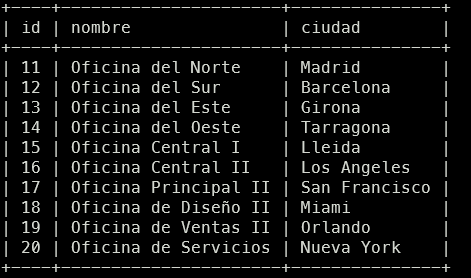 +----+-----------------------+---------------+
| id | nombre                | ciudad        |
+----+-----------------------+---------------+
| 11 | Oficina del Norte     | Madrid        |
| 12 | Oficina del Sur       | Barcelona     |
| 13 | Oficina del Este      | Girona        |
| 14 | Oficina del Oeste     | Tarragona     |
| 15 | Oficina Central I     | Lleida        |
| 16 | Oficina Central II    | Los Angeles   |
| 17 | Oficina Principal II  | San Francisco |
| 18 | Oficina de Diseño II  | Miami         |
| 19 | Oficina de Ventas II  | Orlando       |
| 20 | Oficina de Servicios  | Nueva York    |
+----+-----------------------+---------------+